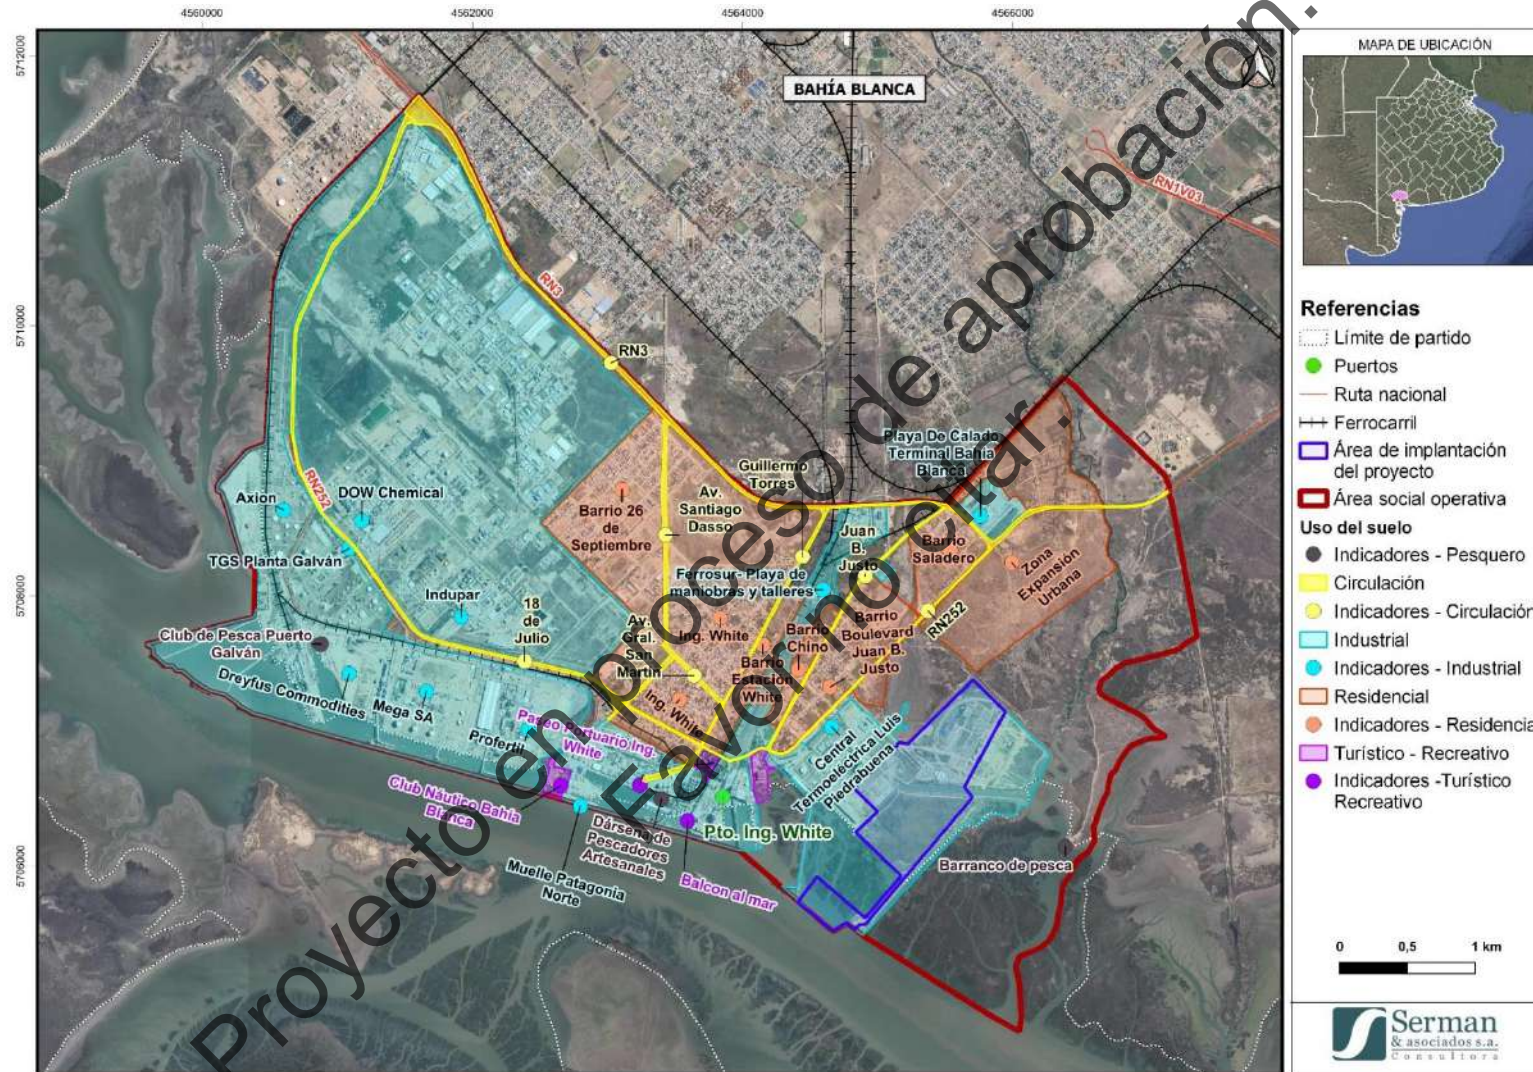 4560000
4562000
4564000
4566000
5712000
5710000
5708000
5706000
BAHÍA BLANCA
RN1V03
RN3
RN3
RN252
Playa De Calado
Terminal Bahía
Blanca
Guillermo
Torres
Av.
Santiago
Dasso
Axion
DOW Chemical
Barrio 26
de
Septiembre
Juan
B.
Justo
Barrio
Saladero
Zona
Expansión
Urbana
TGS Planta Galván
Ferrosur- Playa de
maniobras y talleres
Indupar
18
de
Julio
Av.
Gral.
San
Martín
Ing. White
Barrio
Chino
Barrio
Boulevard
Juan B.
Justo
RN252
Club de Pesca Puerto
Galván
Barrio
Estación
White
Ing. White
Dreyfus Commodities
Mega SA
Profertil
Paseo Portuario Ing.
White
Central
Termoeléctrica Luis
Piedrabuena
Club Náutico Bahía
Blanca
Dársena de
Pescadores
Artesanales
Pto. Ing. White
Muelle Patagonia
Norte
Balcon al mar
Barranco de pesca
Proyecto en proceso de aprobación.
Favor no citar.
MAPA DE UBICACIÓN
Referencias
Límite de partido
Puertos
Ruta nacional
Ferrocarril
Área de implantación
del proyecto
Área social operativa
Uso del suelo
Indicadores - Pesquero
Circulación
Indicadores - Circulación
Industrial
Indicadores - Industrial
Residencial
Indicadores - Residencia
Turístico - Recreativo
Indicadores -Turístico
Recreativo
0 0,5 1 km
Serman
& asociados s.a.
Consultora